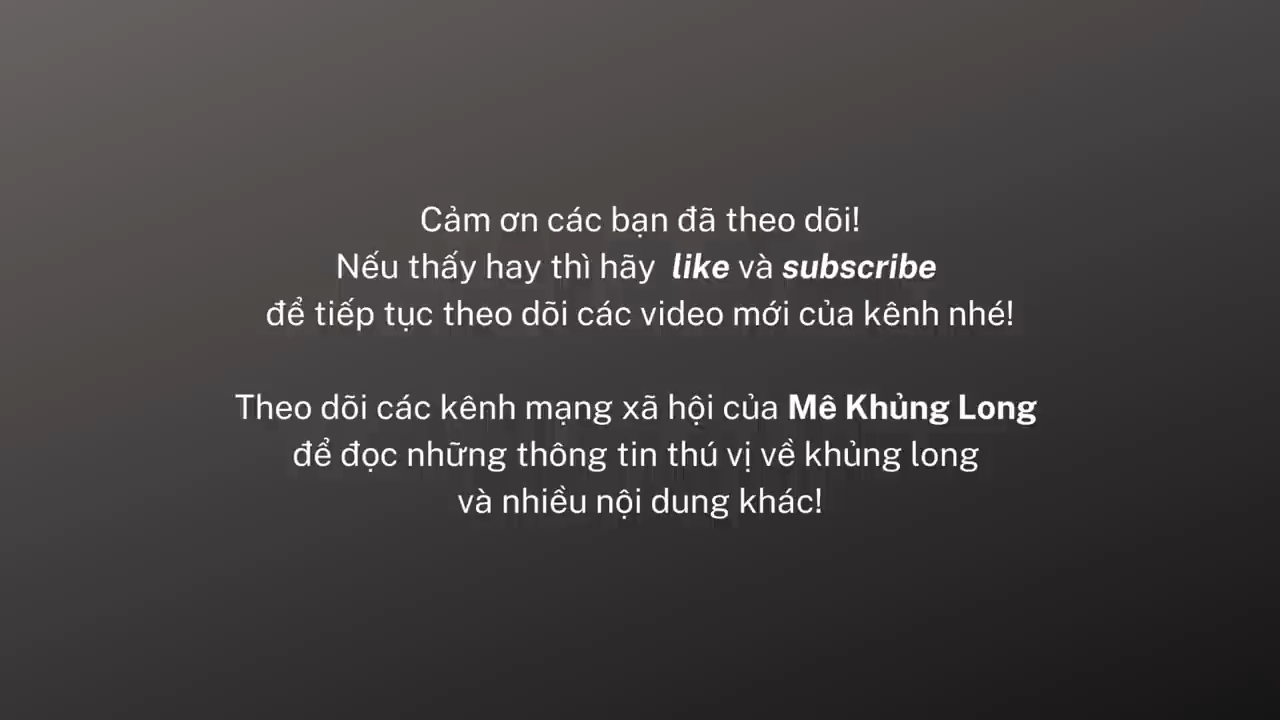 Cảm ơn các bạn đã theo dõi!
Nếu thấy hay thì hãy like và subscribe
để tiếp tục theo dõi các video mới của kênh nhé!
Theo dõi các kênh mạng xã hội của Mê Khủng Long
để đọc những thông tin thú vị về khủng long
và nhiều nội dung khác!